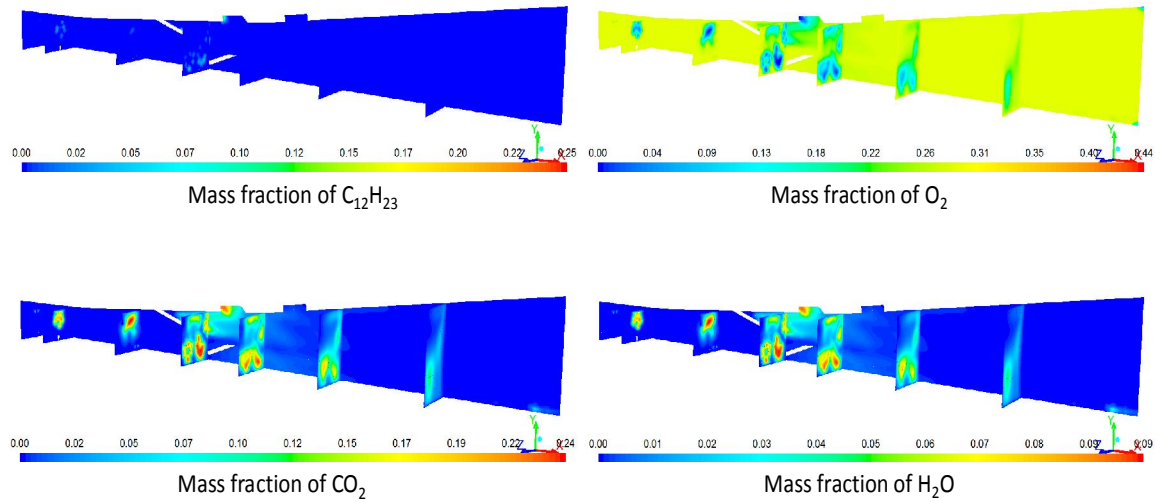 0.00 0.02 0.05 0.07 0.10 0.12 0.15 0.17 0.20 0.22 0.25
Y
Z X
Mass fraction of C₁₂H₂₃
0.00 0.04 0.09 0.13 0.18 0.22 0.26 0.31 0.35 0.40 0.44
Y
Z X
Mass fraction of O₂
0.00 0.02 0.05 0.07 0.10 0.12 0.15 0.17 0.19 0.22 0.24
Y
Z X
Mass fraction of CO₂
0.00 0.01 0.02 0.03 0.04 0.05 0.06 0.07 0.08 0.09 0.09
Y
Z X
Mass fraction of H₂O